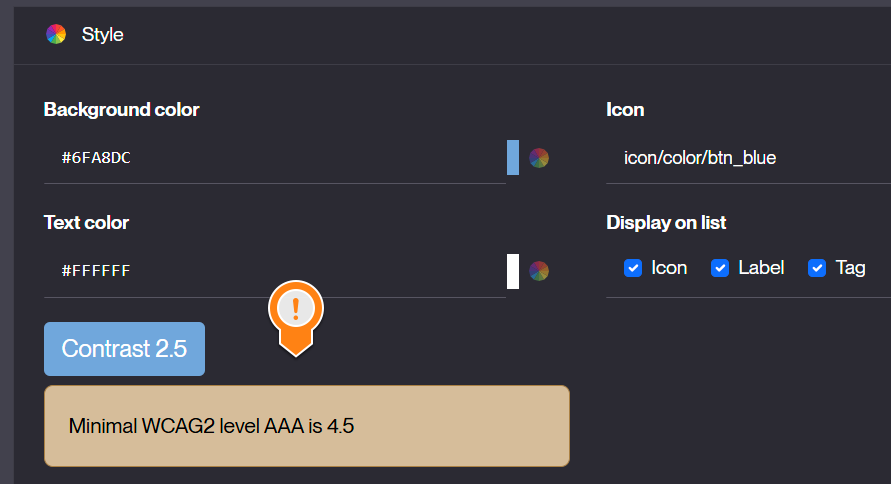 Style
Background color
#6FA8DC
Text color
#FFFFFF
Contrast 2.5
Minimal WCAG2 level AAA is 4.5
Icon
icon/color/btn_blue
Display on list
Icon Label Tag